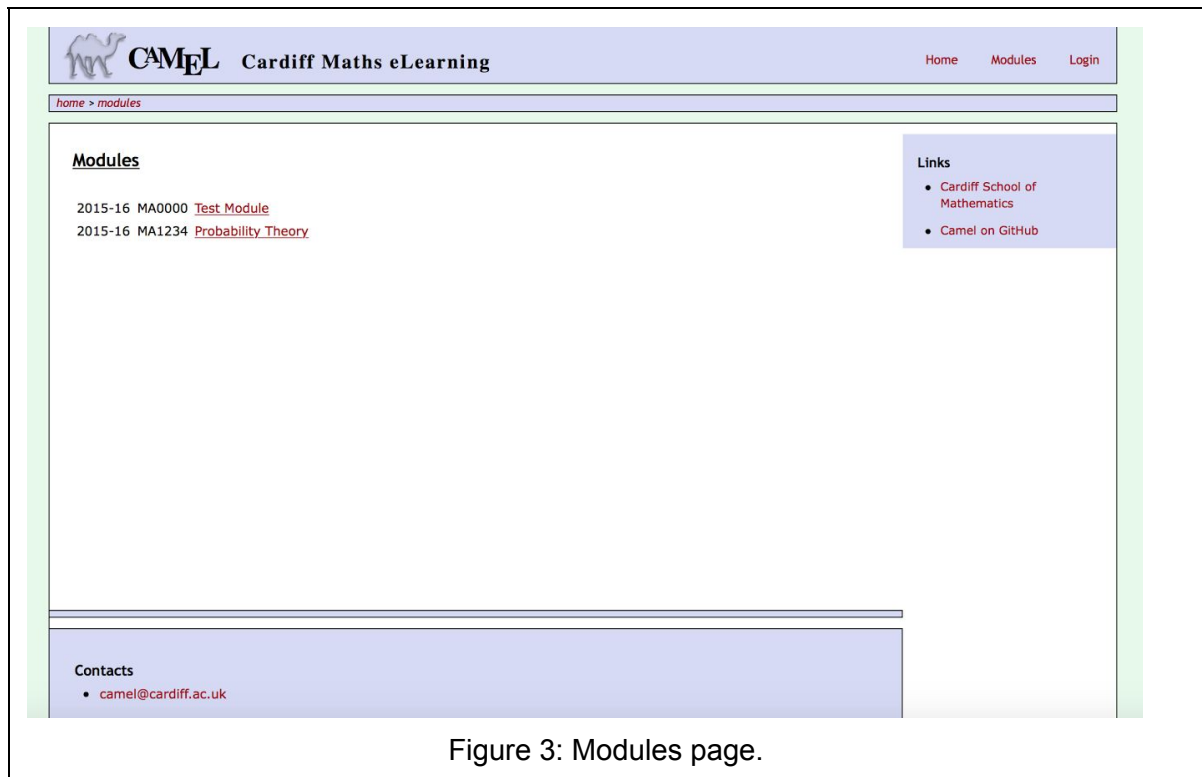 CAMEL Cardiff Maths eLearning
Home Modules Login
home > modules
Modules
2015-16 MA0000 Test Module
2015-16 MA1234 Probability Theory
Links
• Cardiff School of
Mathematics
• Camel on GitHub
Contacts
• camel@cardiff.ac.uk
Figure 3: Modules page.